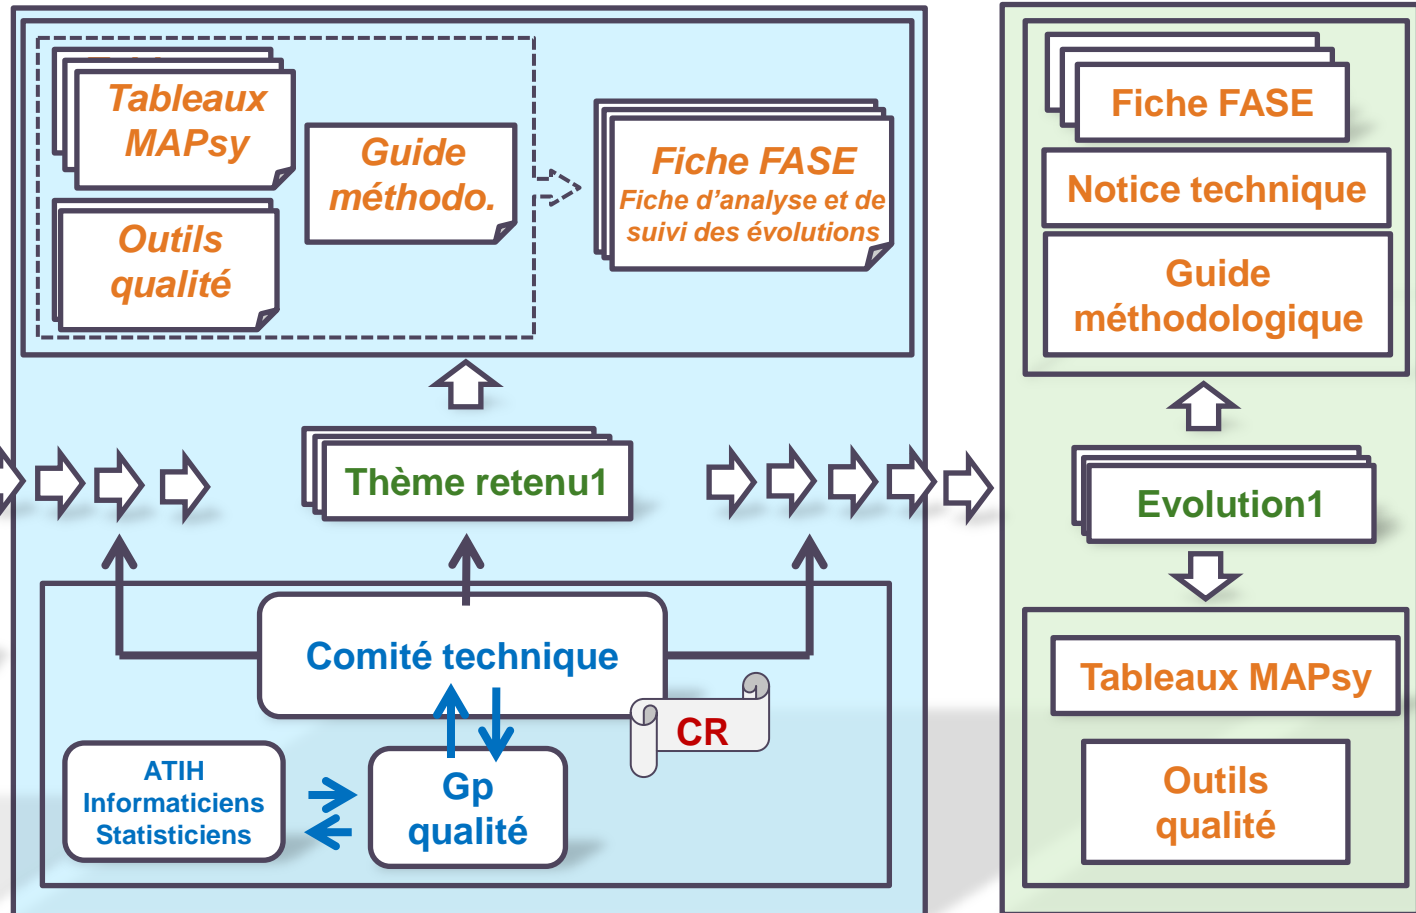 Tableaux
MAPsy
Guide
méthodo.
Outils
qualité
Fiche FASE
Fiche d'analyse et de
suivi des évolutions
Thème retenu1
Comité technique
CR
ATIH
Informaticiens
Statisticiens
Gp
qualité
Fiche FASE
Notice technique
Guide
méthodologique
Evolution1
Tableaux MAPsy
Outils
qualité